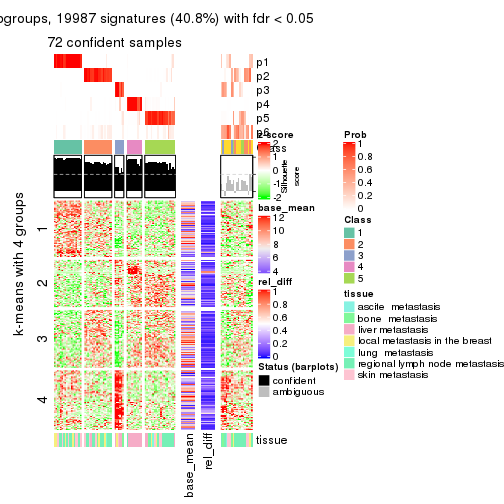 ogroups, 19987 signatures (40.8%) with fdr < 0.05
72 confident samples
p1
p2
p3
p4
p5
p6
Class
Silhouette
score
k-means with 4 groups
1
2
3
4
base_mean
rel_diff
tissue
z-score
2
1
0
-1
-2
base_mean
12
10
8
6
4
rel_diff
1
0.8
0.6
0.4
0.2
0
Status (barplots)
confident
ambiguous
Prob
1
0.8
0.6
0.4
0.2
0
Class
1
2
3
4
5
tissue
ascite metastasis
bone metastasis
liver metastasis
local metastasis in the breast
lung metastasis
regional lymph node metastasis
skin metastasis